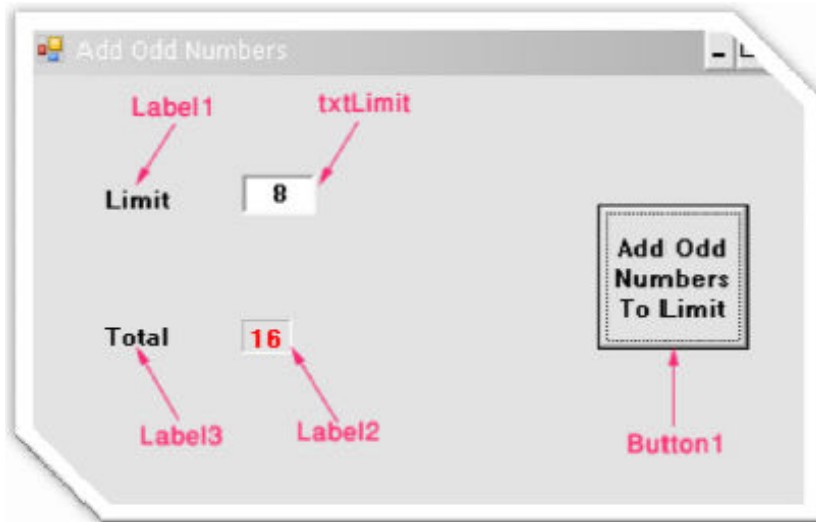 Add Odd Numbers
Label1
txtLimit
Limit
8
Add Odd
Numbers
To Limit
Total
16
Label3
Label2
Button1